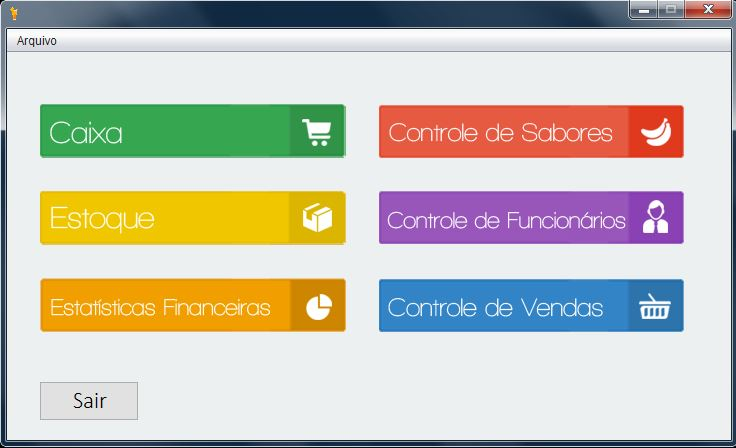 Arquivo
Caixa
Controle de Sabores
Estoque
Controle de Funcionários
Estatísticas Financeiras
Controle de Vendas
Sair